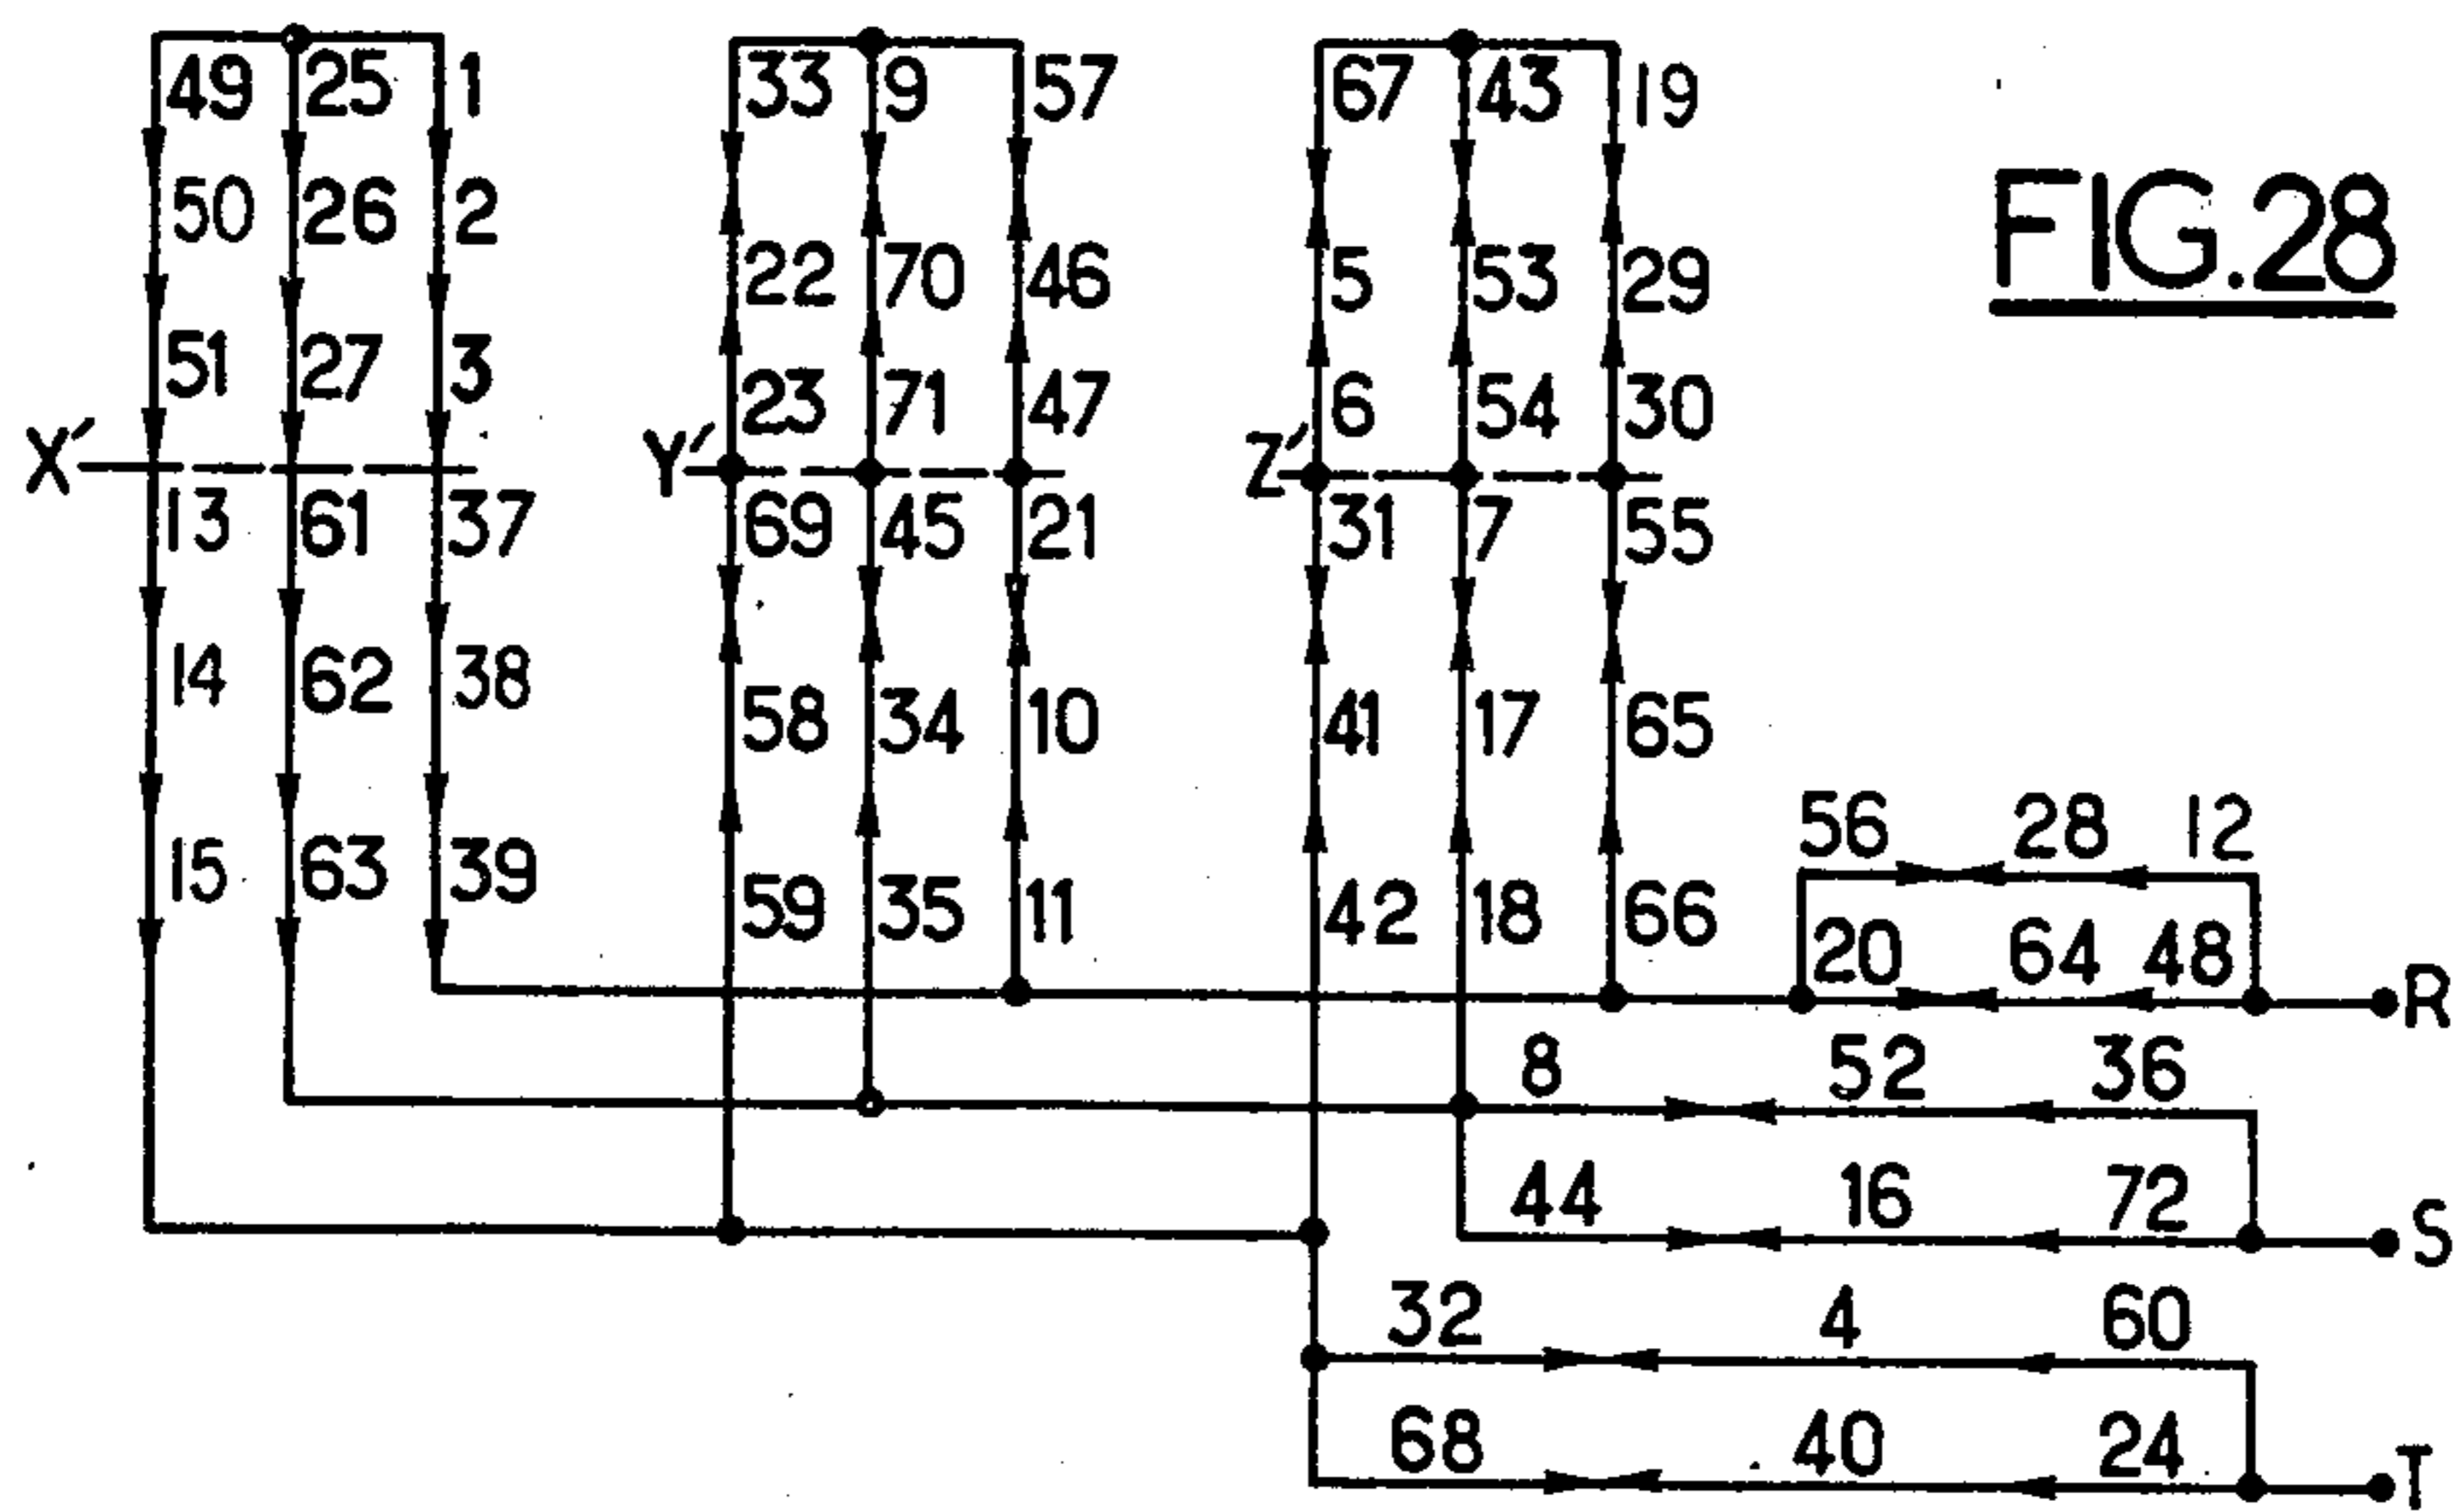 49 25 1 33 9 57 67 43 19
50 26 2 FIG.28
22 70 46 5 53 29
51 27 3 23 71 47 6 54 30
X′ Y′ Z′
13 61 37 69 45 21 31 7 55
14 62 38 58 34 10 41 17 65
56 28 12
15 63 39 59 35 11 42 18 66 20 64 48
R
8 52 36
44 16 72 S
32 4 60
68 40 24 T